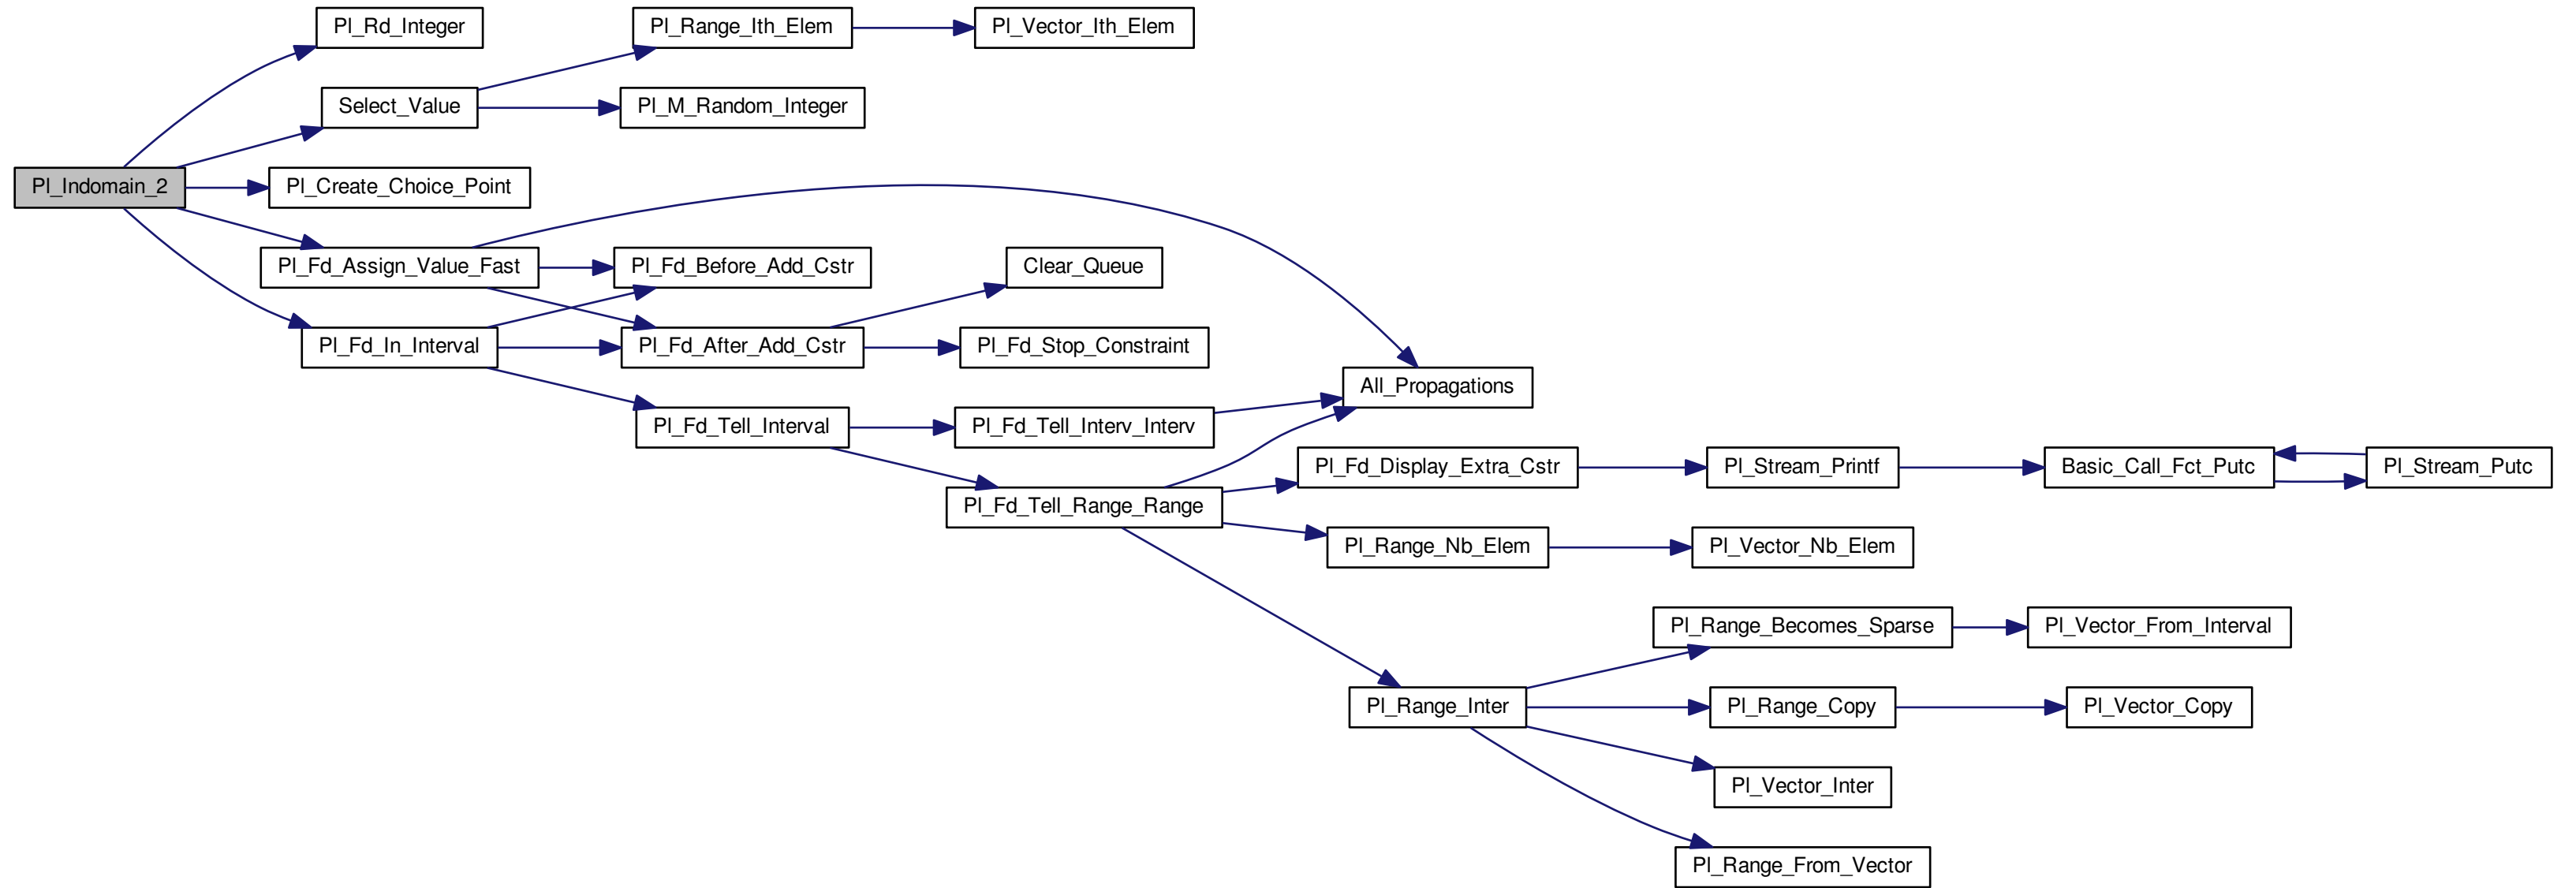 Pl_Rd_Integer
Pl_Range_Ith_Elem
Pl_Vector_Ith_Elem
Select_Value
Pl_M_Random_Integer
Pl_Indomain_2
Pl_Create_Choice_Point
Pl_Fd_Assign_Value_Fast
Pl_Fd_Before_Add_Cstr
Clear_Queue
Pl_Fd_In_Interval
Pl_Fd_After_Add_Cstr
Pl_Fd_Stop_Constraint
All_Propagations
Pl_Fd_Tell_Interval
Pl_Fd_Tell_Interv_Interv
Pl_Fd_Display_Extra_Cstr
Pl_Stream_Printf
Basic_Call_Fct_Putc
Pl_Stream_Putc
Pl_Fd_Tell_Range_Range
Pl_Range_Nb_Elem
Pl_Vector_Nb_Elem
Pl_Range_Becomes_Sparse
Pl_Vector_From_Interval
Pl_Range_Inter
Pl_Range_Copy
Pl_Vector_Copy
Pl_Vector_Inter
Pl_Range_From_Vector